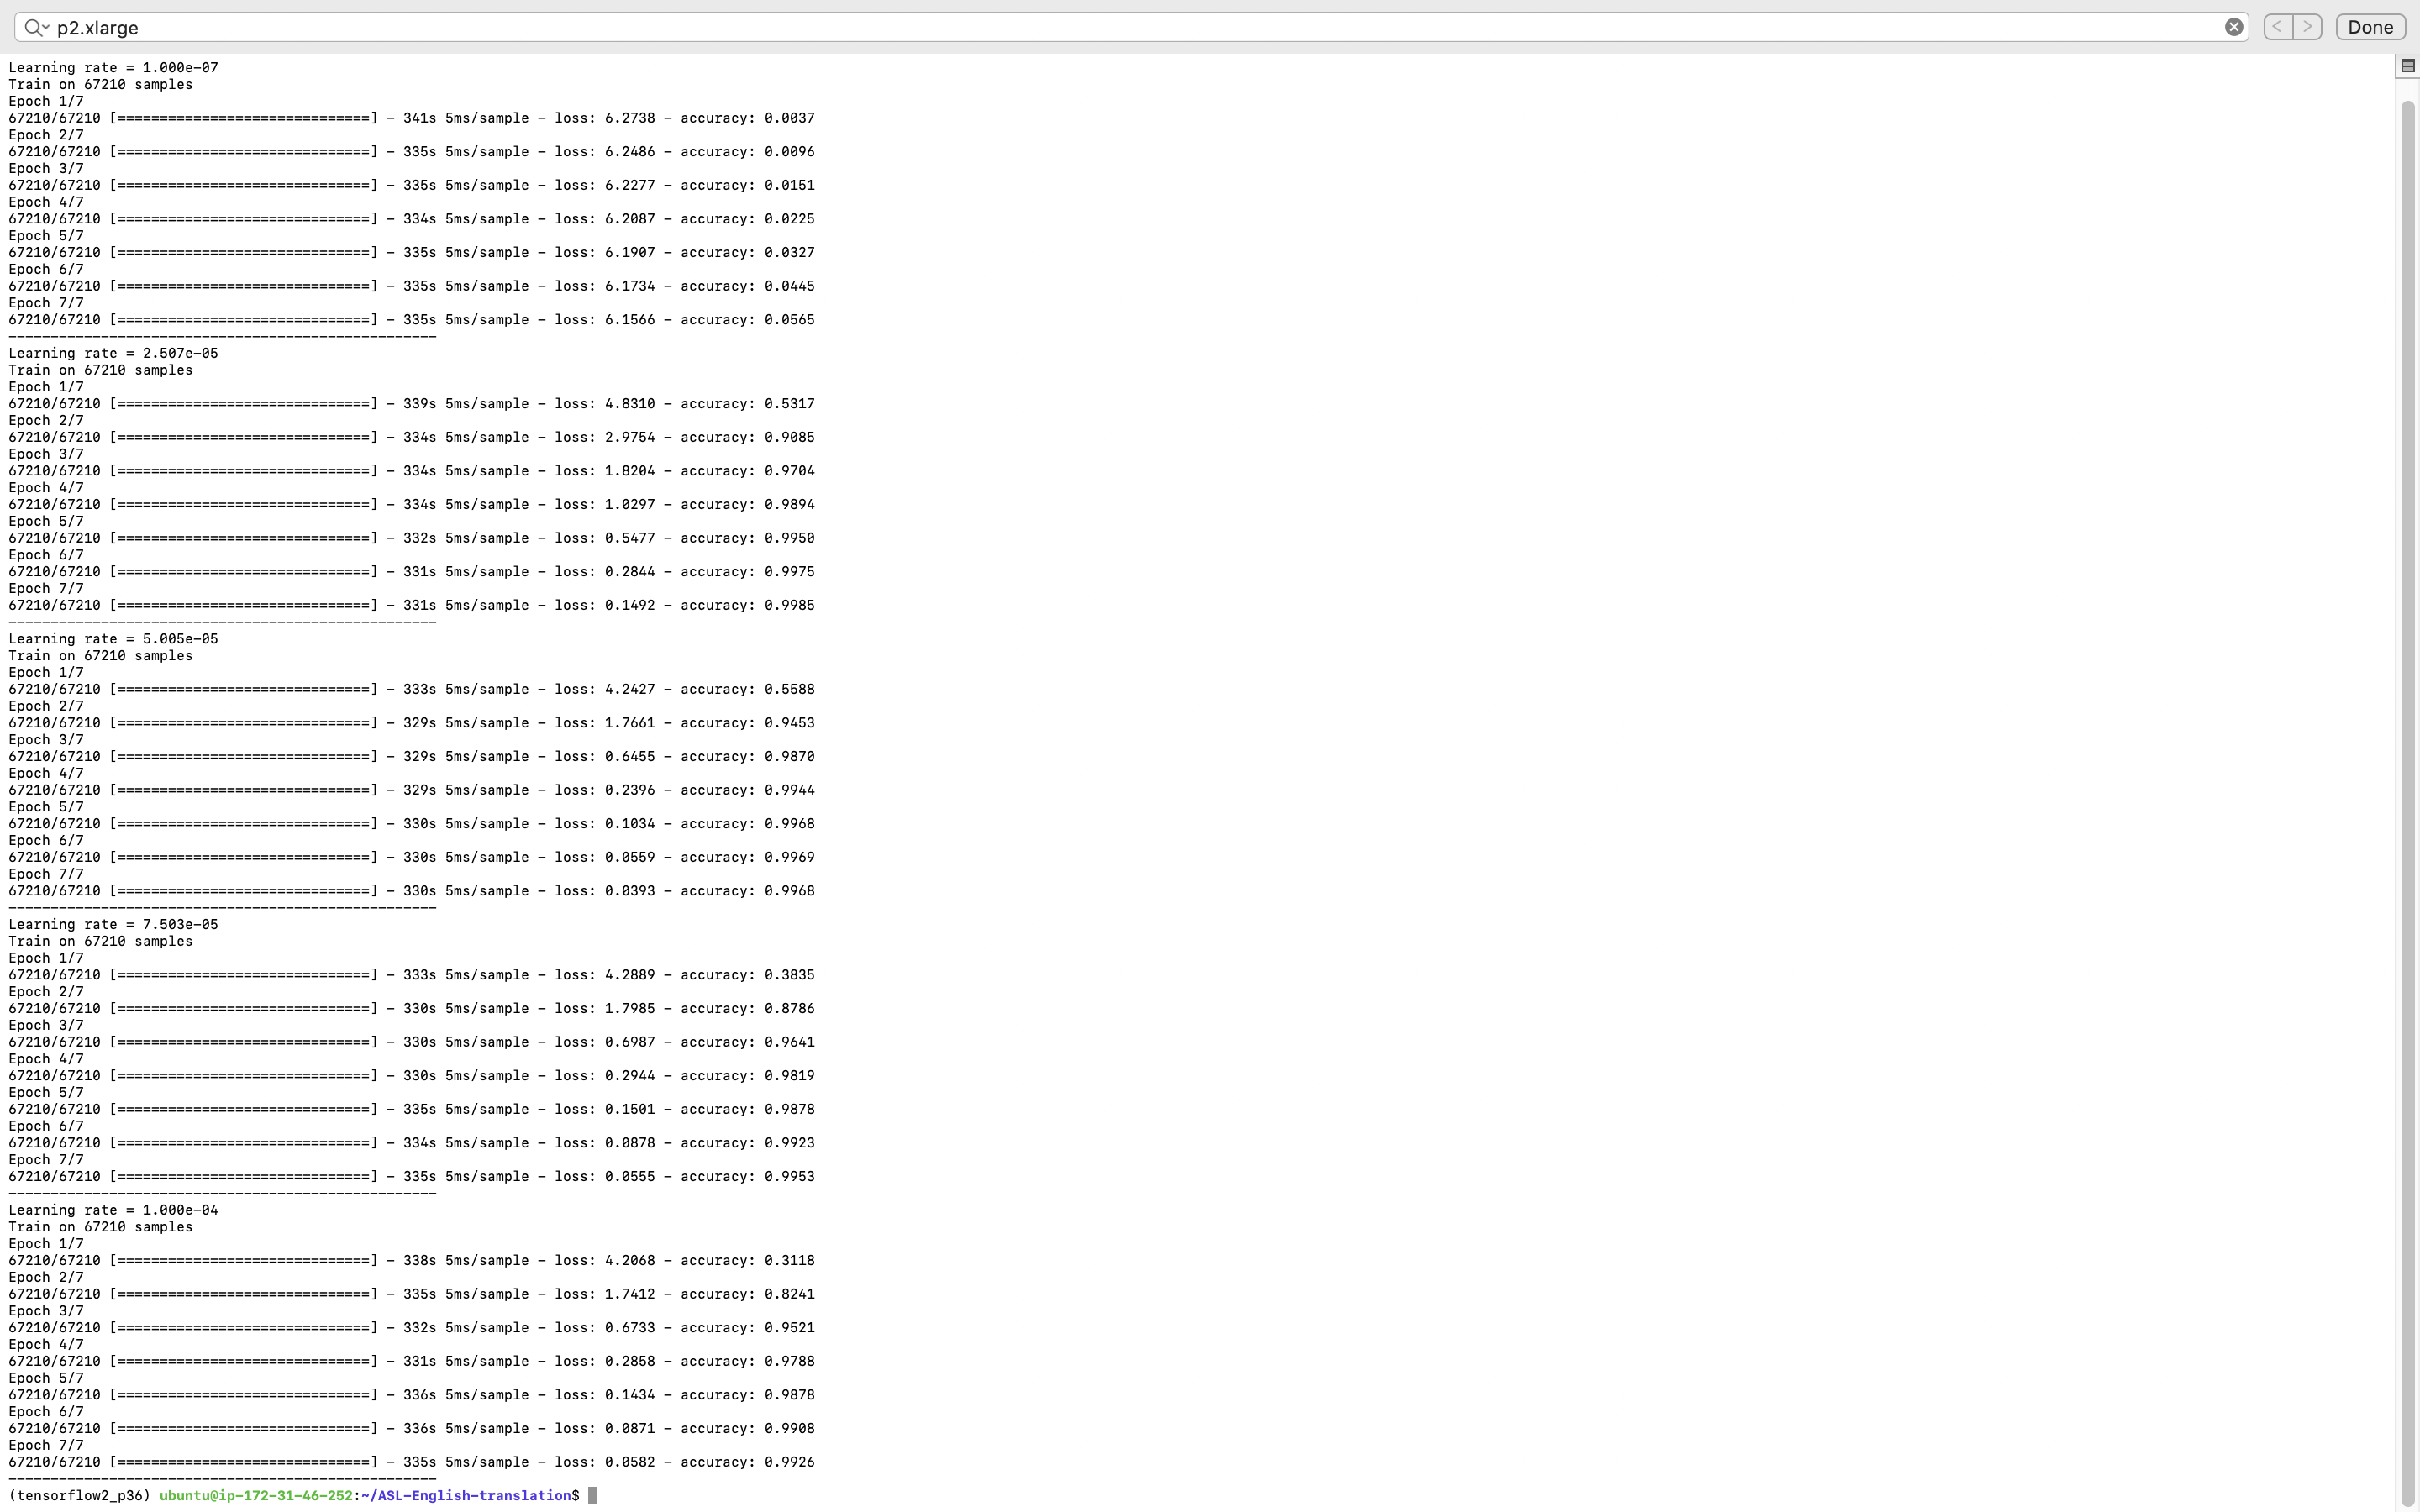 p2.xlarge
Done
Learning rate = 1.000e-07
Train on 67210 samples
Epoch 1/7
67210/67210 [==============================] - 341s 5ms/sample - loss: 6.2738 - accuracy: 0.0037
Epoch 2/7
67210/67210 [==============================] - 335s 5ms/sample - loss: 6.2486 - accuracy: 0.0096
Epoch 3/7
67210/67210 [==============================] - 335s 5ms/sample - loss: 6.2277 - accuracy: 0.0151
Epoch 4/7
67210/67210 [==============================] - 334s 5ms/sample - loss: 6.2087 - accuracy: 0.0225
Epoch 5/7
67210/67210 [==============================] - 335s 5ms/sample - loss: 6.1907 - accuracy: 0.0327
Epoch 6/7
67210/67210 [==============================] - 335s 5ms/sample - loss: 6.1734 - accuracy: 0.0445
Epoch 7/7
67210/67210 [==============================] - 335s 5ms/sample - loss: 6.1566 - accuracy: 0.0565
---------------------------------------------------
Learning rate = 2.507e-05
Train on 67210 samples
Epoch 1/7
67210/67210 [==============================] - 339s 5ms/sample - loss: 4.8310 - accuracy: 0.5317
Epoch 2/7
67210/67210 [==============================] - 334s 5ms/sample - loss: 2.9754 - accuracy: 0.9085
Epoch 3/7
67210/67210 [==============================] - 334s 5ms/sample - loss: 1.8204 - accuracy: 0.9704
Epoch 4/7
67210/67210 [==============================] - 334s 5ms/sample - loss: 1.0297 - accuracy: 0.9894
Epoch 5/7
67210/67210 [==============================] - 332s 5ms/sample - loss: 0.5477 - accuracy: 0.9950
Epoch 6/7
67210/67210 [==============================] - 331s 5ms/sample - loss: 0.2844 - accuracy: 0.9975
Epoch 7/7
67210/67210 [==============================] - 331s 5ms/sample - loss: 0.1492 - accuracy: 0.9985
---------------------------------------------------
Learning rate = 5.005e-05
Train on 67210 samples
Epoch 1/7
67210/67210 [==============================] - 333s 5ms/sample - loss: 4.2427 - accuracy: 0.5588
Epoch 2/7
67210/67210 [==============================] - 329s 5ms/sample - loss: 1.7661 - accuracy: 0.9453
Epoch 3/7
67210/67210 [==============================] - 329s 5ms/sample - loss: 0.6455 - accuracy: 0.9870
Epoch 4/7
67210/67210 [==============================] - 329s 5ms/sample - loss: 0.2396 - accuracy: 0.9944
Epoch 5/7
67210/67210 [==============================] - 330s 5ms/sample - loss: 0.1034 - accuracy: 0.9968
Epoch 6/7
67210/67210 [==============================] - 330s 5ms/sample - loss: 0.0559 - accuracy: 0.9969
Epoch 7/7
67210/67210 [==============================] - 330s 5ms/sample - loss: 0.0393 - accuracy: 0.9968
---------------------------------------------------
Learning rate = 7.503e-05
Train on 67210 samples
Epoch 1/7
67210/67210 [==============================] - 333s 5ms/sample - loss: 4.2889 - accuracy: 0.3835
Epoch 2/7
67210/67210 [==============================] - 330s 5ms/sample - loss: 1.7985 - accuracy: 0.8786
Epoch 3/7
67210/67210 [==============================] - 330s 5ms/sample - loss: 0.6987 - accuracy: 0.9641
Epoch 4/7
67210/67210 [==============================] - 330s 5ms/sample - loss: 0.2944 - accuracy: 0.9819
Epoch 5/7
67210/67210 [==============================] - 335s 5ms/sample - loss: 0.1501 - accuracy: 0.9878
Epoch 6/7
67210/67210 [==============================] - 334s 5ms/sample - loss: 0.0878 - accuracy: 0.9923
Epoch 7/7
67210/67210 [==============================] - 335s 5ms/sample - loss: 0.0555 - accuracy: 0.9953
---------------------------------------------------
Learning rate = 1.000e-04
Train on 67210 samples
Epoch 1/7
67210/67210 [==============================] - 338s 5ms/sample - loss: 4.2068 - accuracy: 0.3118
Epoch 2/7
67210/67210 [==============================] - 335s 5ms/sample - loss: 1.7412 - accuracy: 0.8241
Epoch 3/7
67210/67210 [==============================] - 332s 5ms/sample - loss: 0.6733 - accuracy: 0.9521
Epoch 4/7
67210/67210 [==============================] - 331s 5ms/sample - loss: 0.2858 - accuracy: 0.9788
Epoch 5/7
67210/67210 [==============================] - 336s 5ms/sample - loss: 0.1434 - accuracy: 0.9878
Epoch 6/7
67210/67210 [==============================] - 336s 5ms/sample - loss: 0.0871 - accuracy: 0.9908
Epoch 7/7
67210/67210 [==============================] - 335s 5ms/sample - loss: 0.0582 - accuracy: 0.9926
---------------------------------------------------
(tensorflow2_p36) ubuntu@ip-172-31-46-252:~/ASL-English-translation$